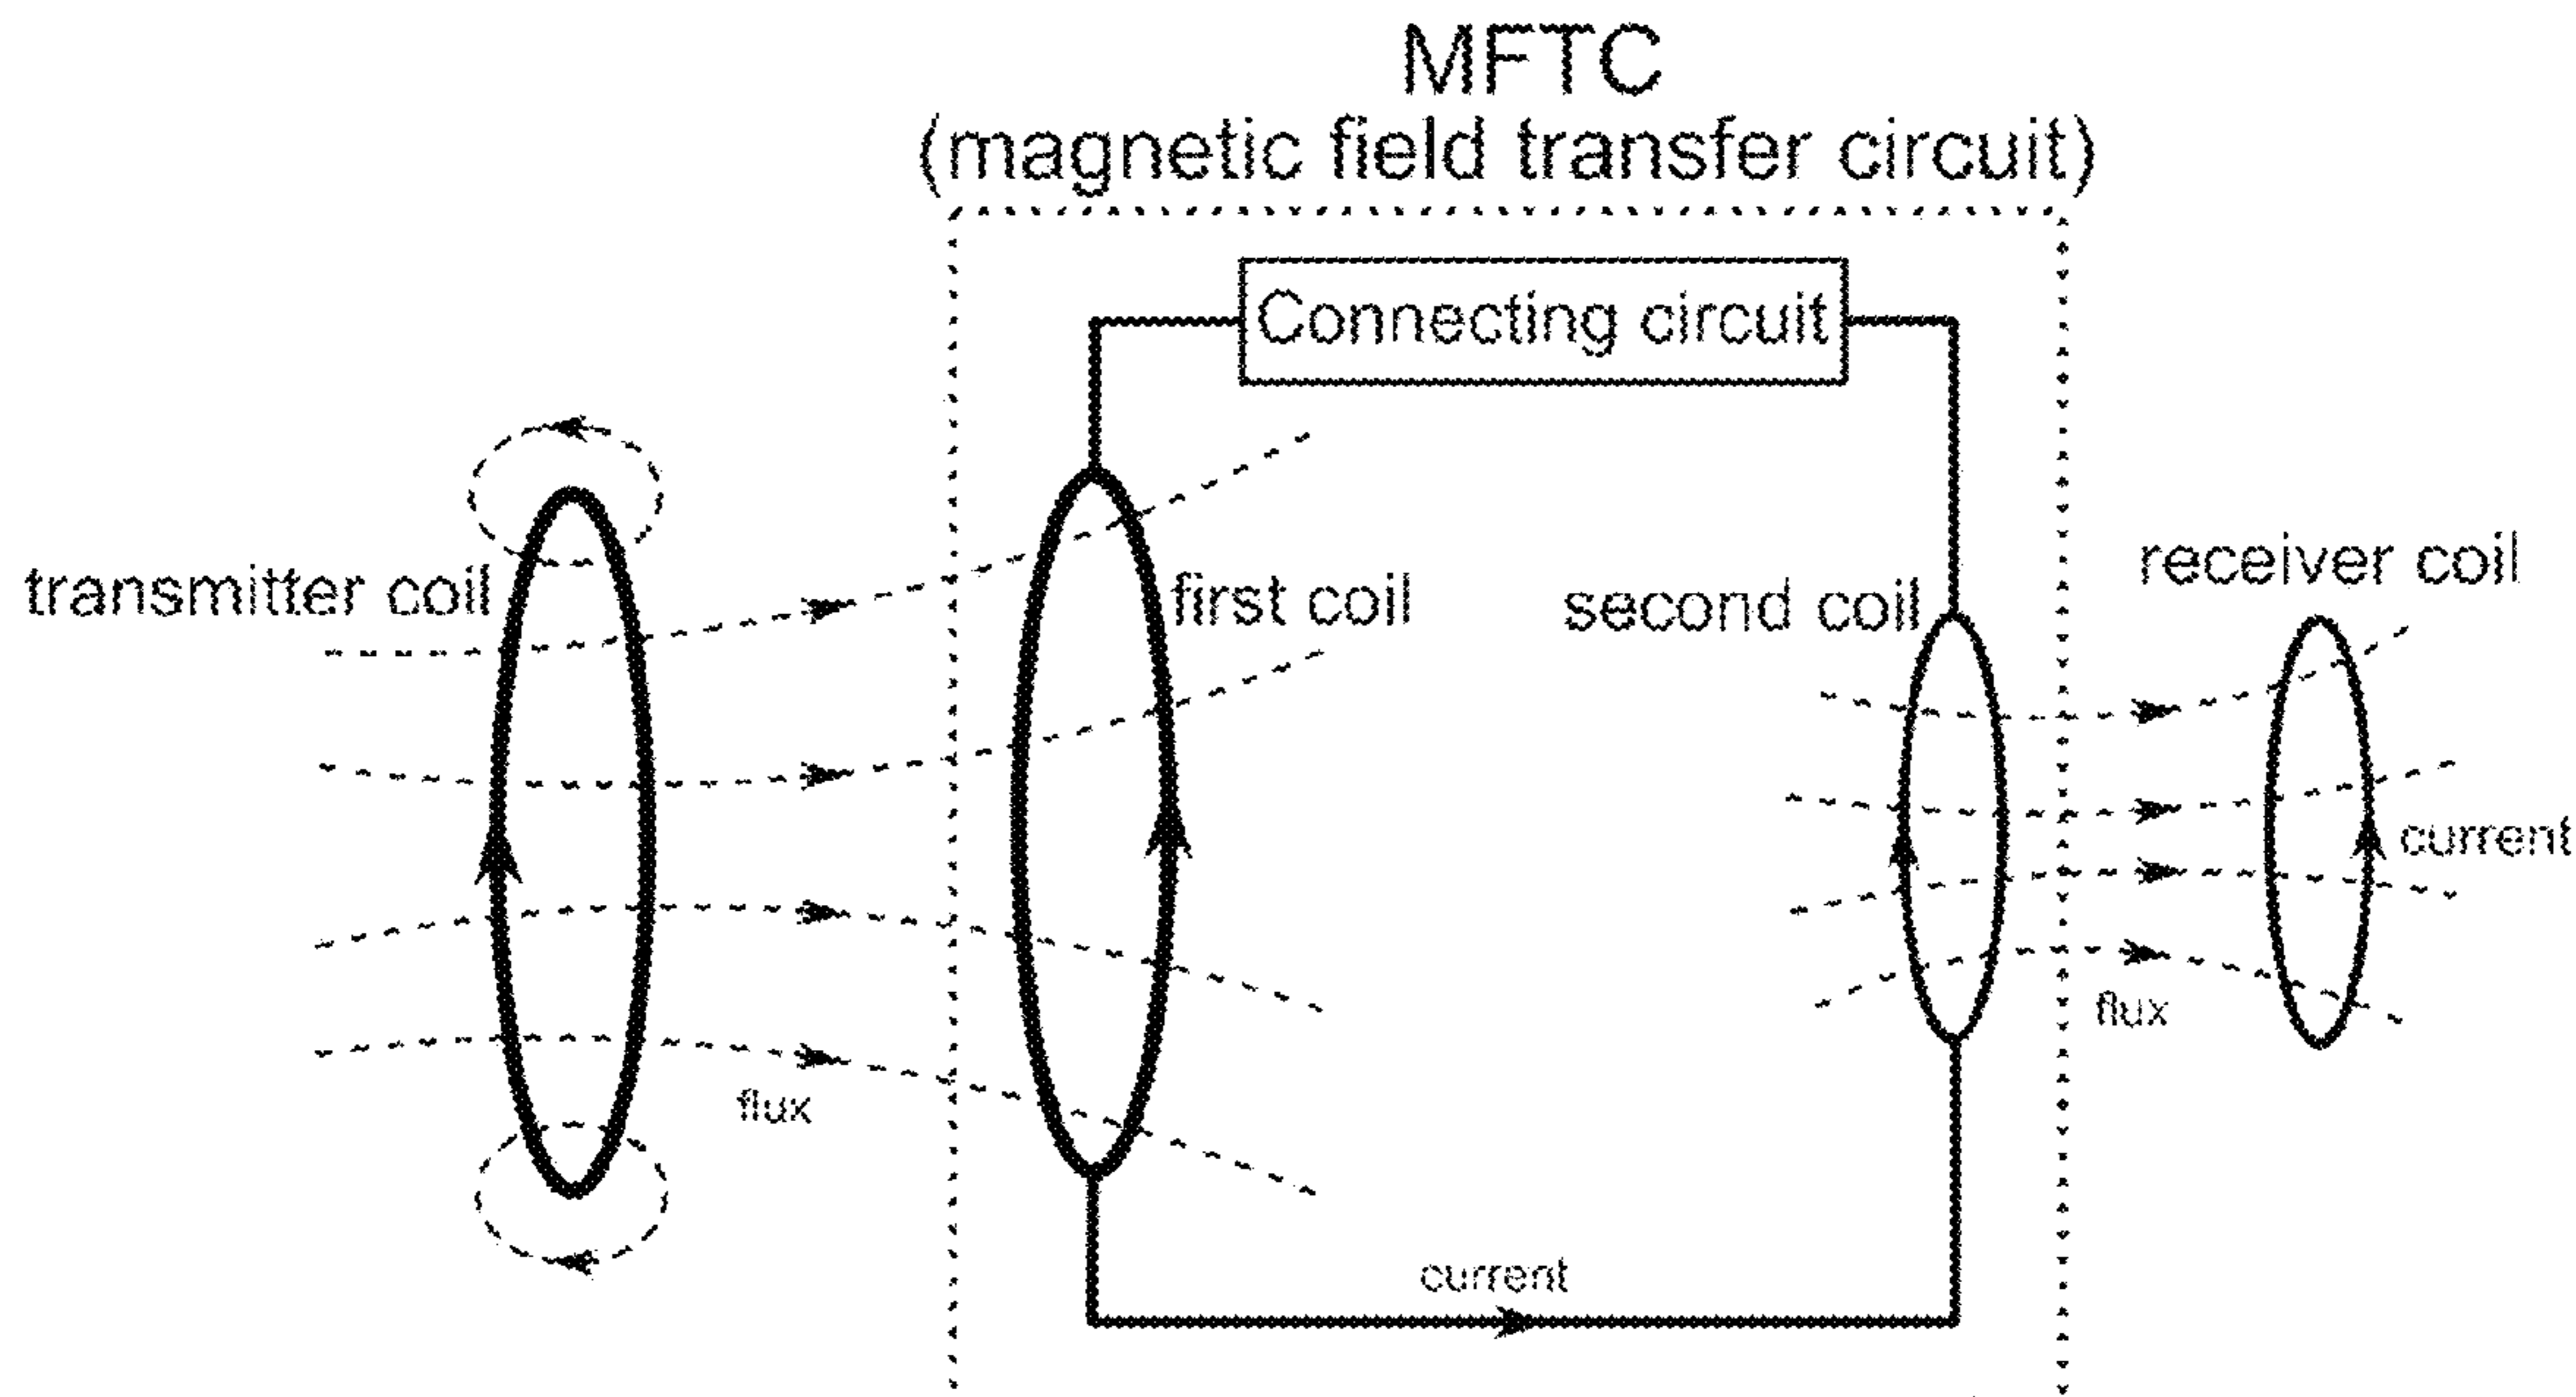 MFTC
(magnetic field transfer circuit)
Connecting circuit
transmitter coil
first coil
second coil
receiver coil
current
flux
flux
current